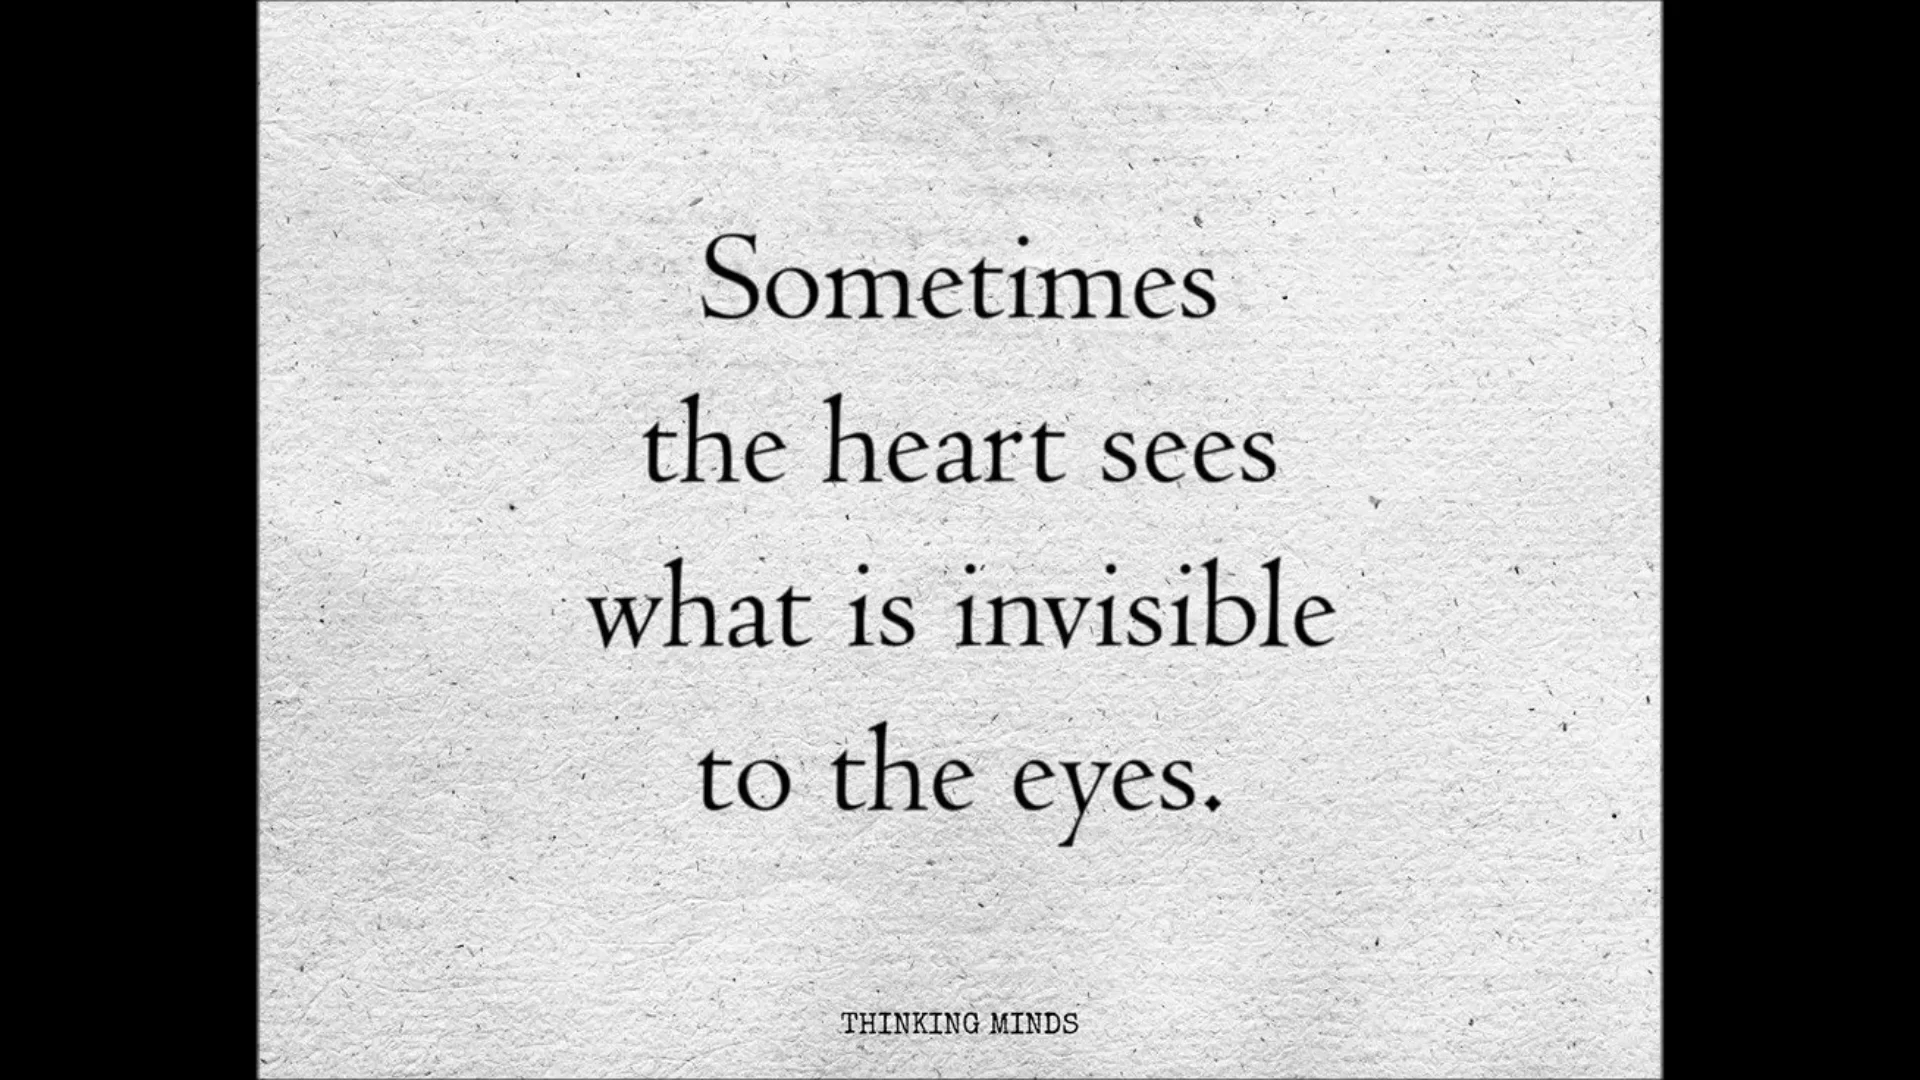 Sometimes
the heart sees
what is invisible
to the eyes.
THINKING MINDS